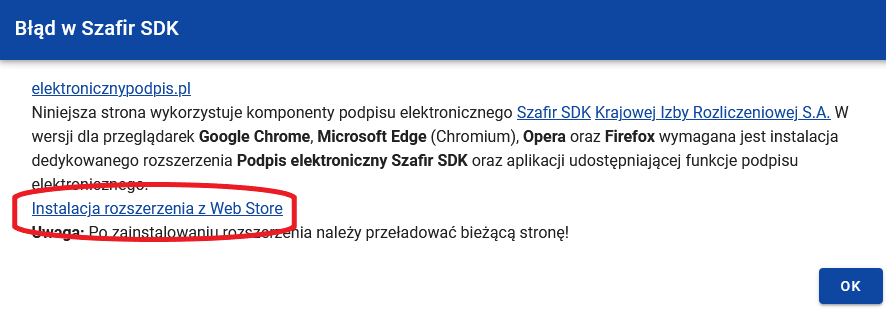 Błąd w Szafir SDK
elektronicznypodpis.pl
Niniejsza strona wykorzystuje komponenty podpisu elektronicznego Szafir SDK Krajowej Izby Rozliczeniowej S.A. W
wersji dla przeglądarek Google Chrome, Microsoft Edge (Chromium), Opera oraz Firefox wymagana jest instalacja
dedykowanego rozszerzenia Podpis elektroniczny Szafir SDK oraz aplikacji udostępniającej funkcje podpisu
elektronicznego.
Instalacja rozszerzenia z Web Store
Uwaga: Po zainstalowaniu rozszerzenia należy przeładować bieżącą stronę!
OK